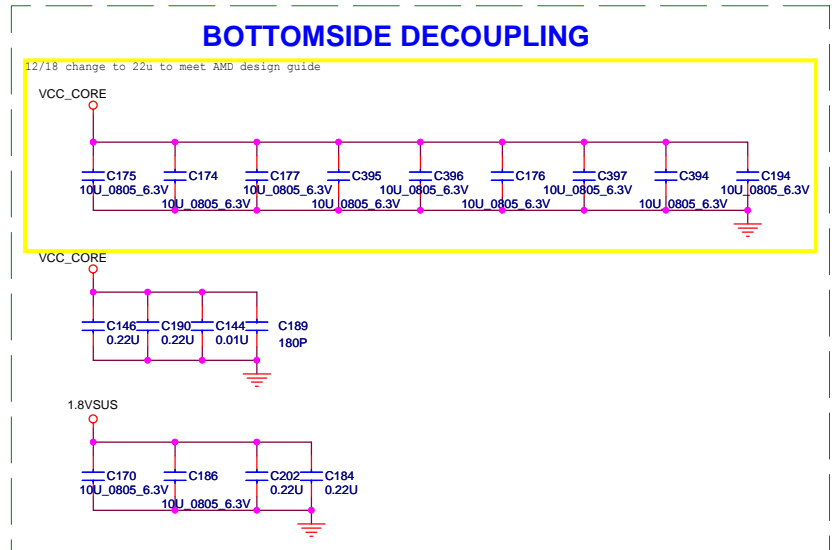 BOTTOMSIDE DECOUPLING
12/18 change to 22u to meet AMD design guide
VCC_CORE
C175 C174 C177 C395 C396 C176 C397 C394 C194
10U_0805_6.3V 10U_0805_6.3V 10U_0805_6.3V 10U_0805_6.3V 10U_0805_6.3V
10U_0805_6.3V 10U_0805_6.3V 10U_0805_6.3V 10U_0805_6.3V
VCC_CORE
C146 C190 C144 C189
0.22U 0.22U 0.01U 180P
1.8VSUS
C170 C186 C202 C184
10U_0805_6.3V 0.22U 0.22U
10U_0805_6.3V